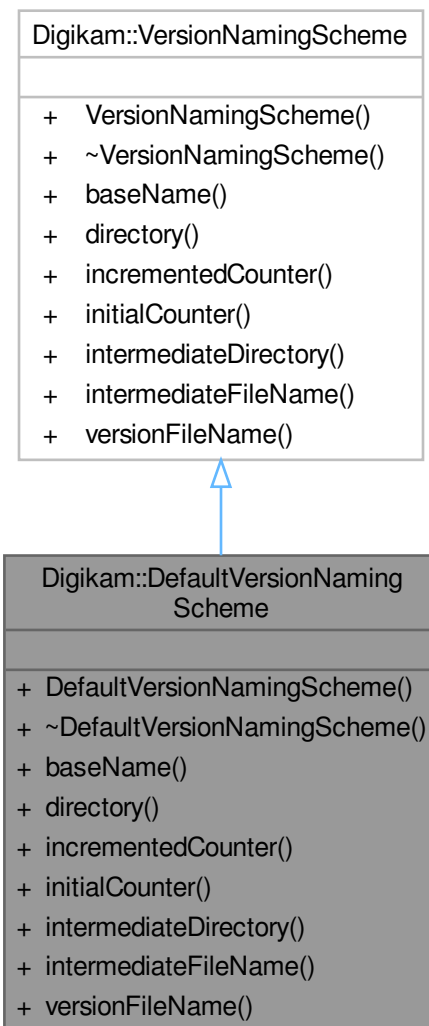 Digikam::VersionNamingScheme
+ VersionNamingScheme()
+ ~VersionNamingScheme()
+ baseName()
+ directory()
+ incrementedCounter()
+ initialCounter()
+ intermediateDirectory()
+ intermediateFileName()
+ versionFileName()
Digikam::DefaultVersionNaming
Scheme
+ DefaultVersionNamingScheme()
+ ~DefaultVersionNamingScheme()
+ baseName()
+ directory()
+ incrementedCounter()
+ initialCounter()
+ intermediateDirectory()
+ intermediateFileName()
+ versionFileName()